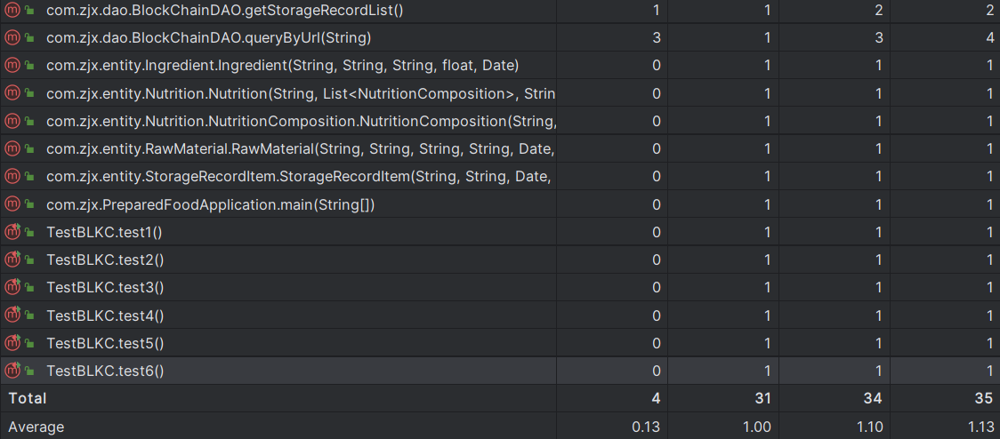 com.zjx.dao.BlockChainDAO.getStorageRecordList() 1 1 2 2
com.zjx.dao.BlockChainDAO.queryByUrl(String) 3 1 3 4
com.zjx.entity.Ingredient.Ingredient(String, String, String, float, Date) 0 1 1 1
com.zjx.entity.Nutrition.Nutrition(String, List<NutritionComposition>, Strin 0 1 1 1
com.zjx.entity.Nutrition.NutritionComposition.NutritionComposition(String, 0 1 1 1
com.zjx.entity.RawMaterial.RawMaterial(String, String, String, String, Date, 0 1 1 1
com.zjx.entity.StorageRecordItem.StorageRecordItem(String, String, Date, 0 1 1 1
com.zjx.PreparedFoodApplication.main(String[]) 0 1 1 1
TestBLKC.test1() 0 1 1 1
TestBLKC.test2() 0 1 1 1
TestBLKC.test3() 0 1 1 1
TestBLKC.test4() 0 1 1 1
TestBLKC.test5() 0 1 1 1
TestBLKC.test6() 0 1 1 1
Total 4 31 34 35
Average 0.13 1.00 1.10 1.13